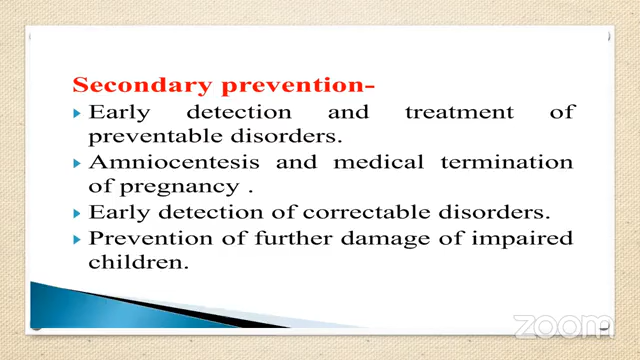 Secondary prevention-
Early detection and treatment of
preventable disorders.
Amniocentesis and medical termination
of pregnancy .
Early detection of correctable disorders.
Prevention of further damage of impaired
children.
zoom